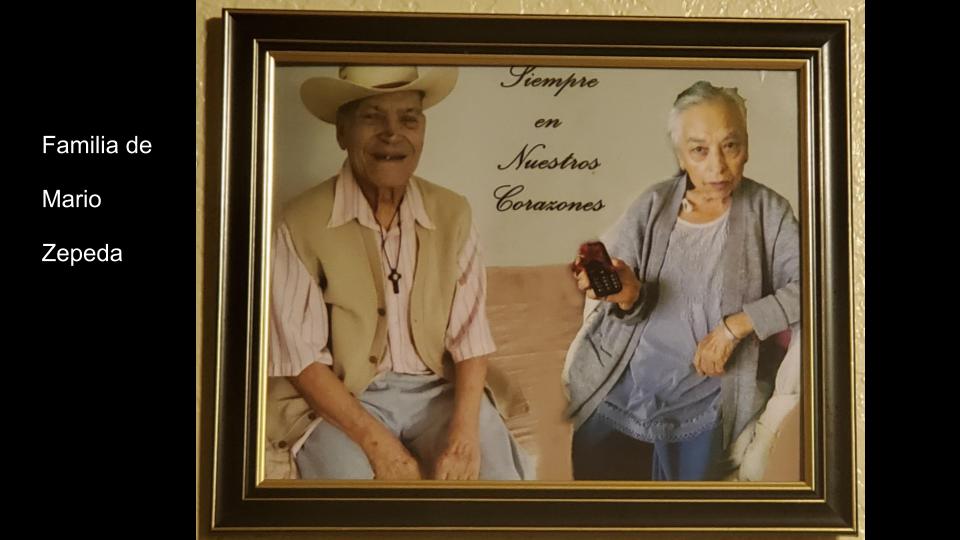 Familia de
Mario
Zepeda
Siempre
en
Nuestros
Corazones